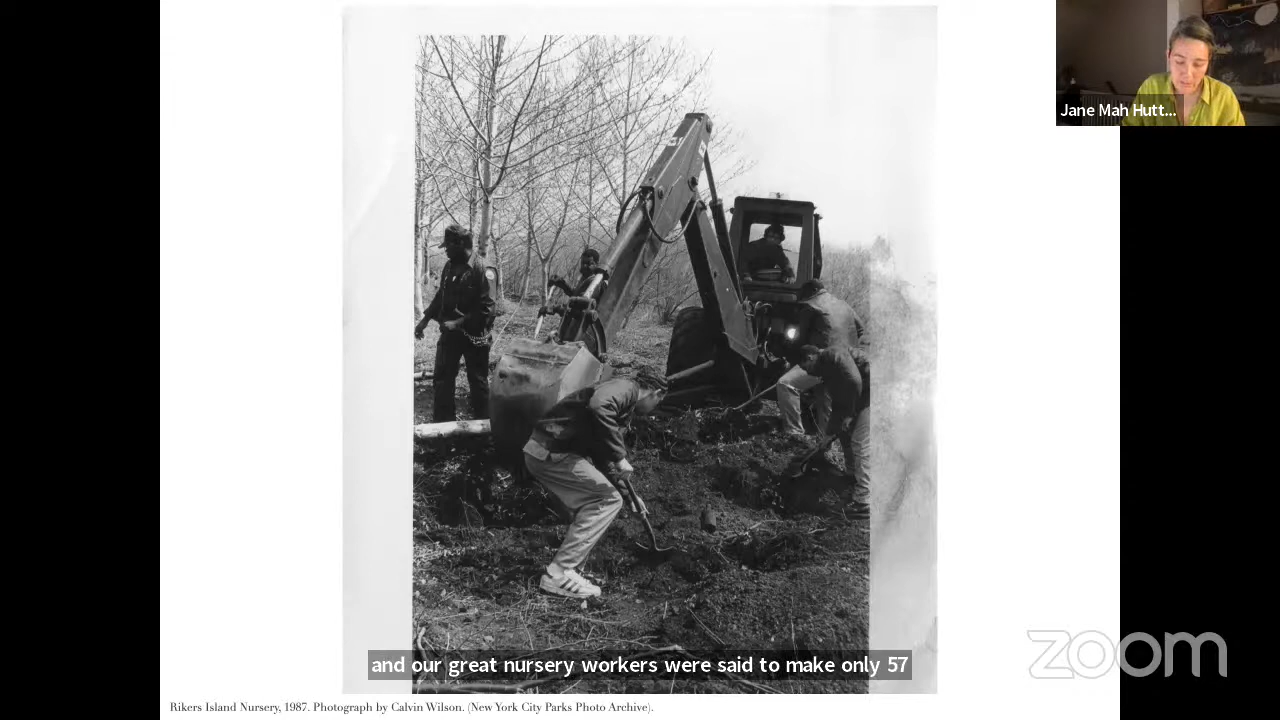 Jane Mah Hutt...
and our great nursery workers were said to make only 57
zoom
Rikers Island Nursery, 1987. Photograph by Calvin Wilson. (New York City Parks Photo Archive).